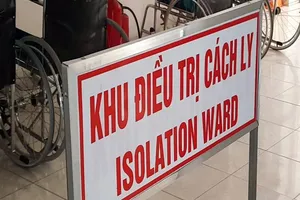 KHU ĐIỀU TRỊ CÁCH LY
ISOLATION WARD